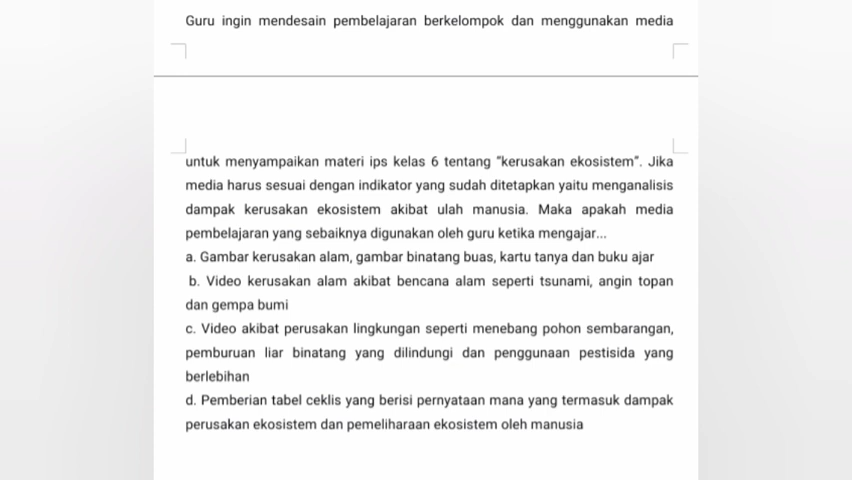 Guru ingin mendesain pembelajaran berkelompok dan menggunakan media
untuk menyampaikan materi ips kelas 6 tentang “kerusakan ekosistem”. Jika
media harus sesuai dengan indikator yang sudah ditetapkan yaitu menganalisis
dampak kerusakan ekosistem akibat ulah manusia. Maka apakah media
pembelajaran yang sebaiknya digunakan oleh guru ketika mengajar...
a. Gambar kerusakan alam, gambar binatang buas, kartu tanya dan buku ajar
b. Video kerusakan alam akibat bencana alam seperti tsunami, angin topan
dan gempa bumi
c. Video akibat perusakan lingkungan seperti menebang pohon sembarangan,
pemburuan liar binatang yang dilindungi dan penggunaan pestisida yang
berlebihan
d. Pemberian tabel ceklis yang berisi pernyataan mana yang termasuk dampak
perusakan ekosistem dan pemeliharaan ekosistem oleh manusia